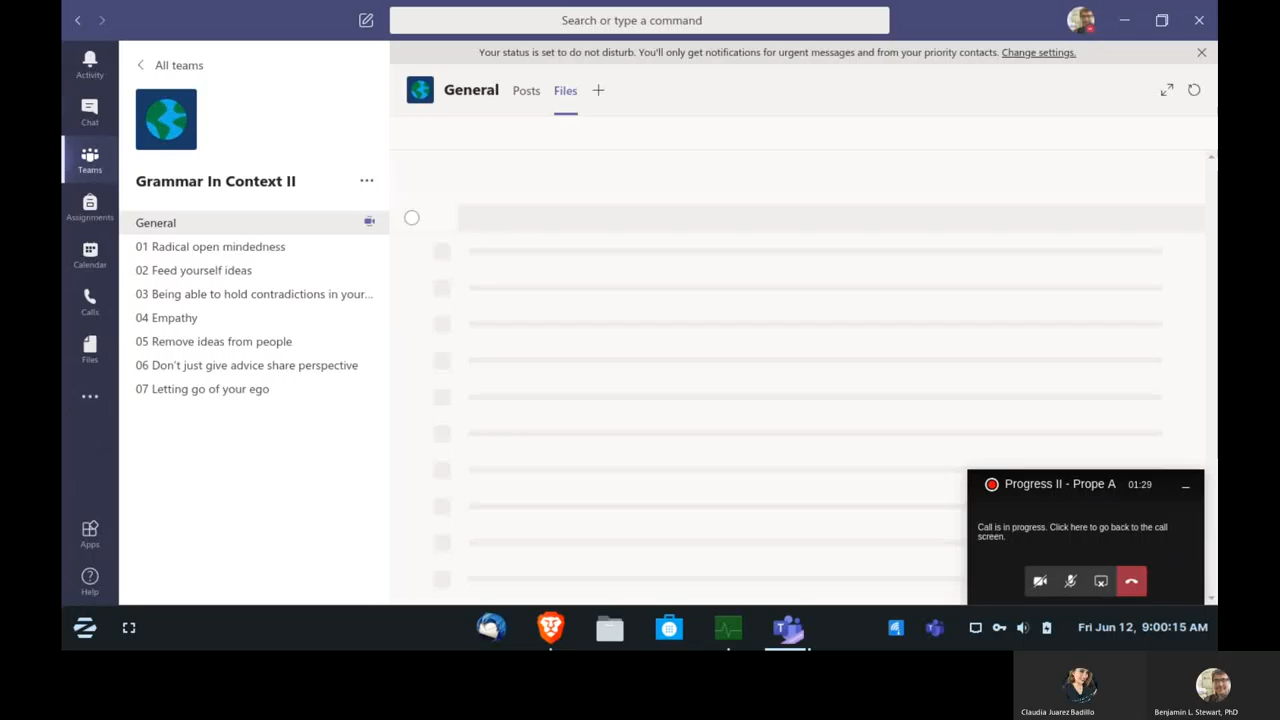 Search or type a command
Your status is set to do not disturb. You'll only get notifications for urgent messages and from your priority contacts. Change settings.
Activity
Chat
Teams
Assignments
Calendar
Calls
Files
Apps
Help
All teams
Grammar In Context II
General
01 Radical open mindedness
02 Feed yourself ideas
03 Being able to hold contradictions in your...
04 Empathy
05 Remove ideas from people
06 Don't just give advice share perspective
07 Letting go of your ego
General Posts Files
Progress II - Prope A 01:29
Call is in progress. Click here to go back to the call
screen.
Fri Jun 12, 9:00:15 AM
Claudia Juarez Badillo
Benjamin L. Stewart, PhD